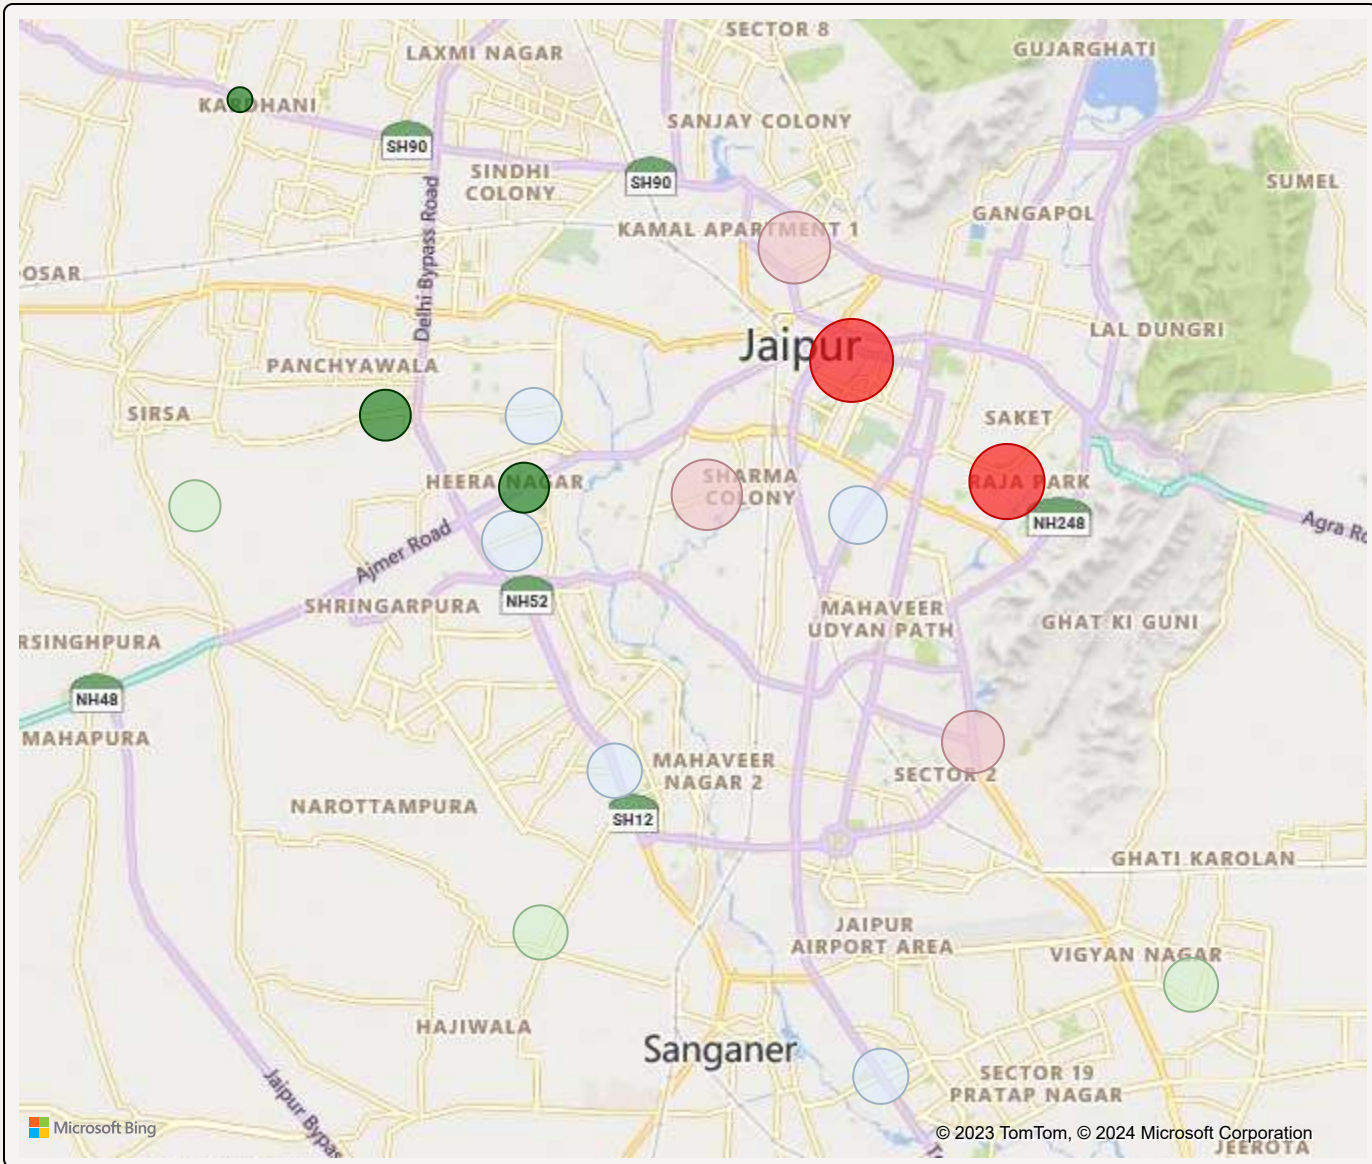 SECTOR 8
LAXMI NAGAR
GUJARGHATI
KARDHANI
SANJAY COLONY
SH90
SINDHI
COLONY
SH90
SUMEL
GANGAPOL
KAMAL APARTMENT 1
OSAR
Delhi Bypass Road
LAL DUNGRI
Jaipur
PANCHYAWALA
SIRSA
SAKET
HEERA NAGAR
SHARMA
COLONY
RAJA PARK
NH248
Agra Ro
Ajmer Road
NH52
SHRINGARPURA
MAHAVEER
UDYAN PATH
GHAT KI GUNI
RSINGHPURA
NH48
MAHAPURA
MAHAVEER
NAGAR 2
SECTOR 2
NAROTTAMPURA
SH12
GHATI KAROLAN
JAIPUR
AIRPORT AREA
VIGYAN NAGAR
HAJIWALA
Sanganer
SECTOR 19
PRATAP NAGAR
Jaipur Bypas
Microsoft Bing
© 2023 TomTom, © 2024 Microsoft Corporation
JEEROTA